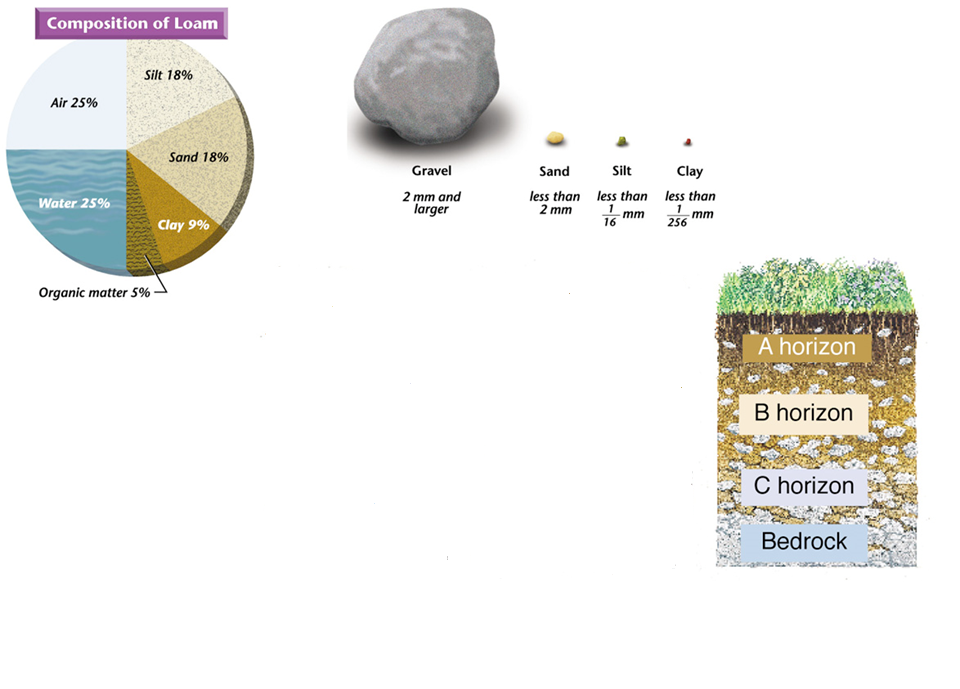 Composition of Loam
Silt 18%
Air 25%
Sand 18%
Water 25%
Clay 9%
Organic matter 5%
Gravel
2 mm and
larger
Sand
less than
2 mm
Silt
less than
1
16 mm
Clay
less than
1
256 mm
A horizon
B horizon
C horizon
Bedrock